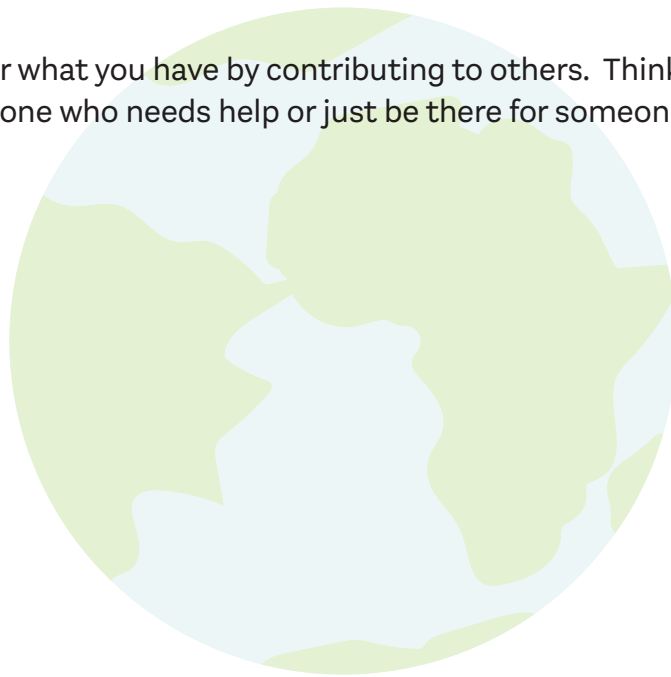 r what you have by contributing to others.  Think
one who needs help or just be there for someon